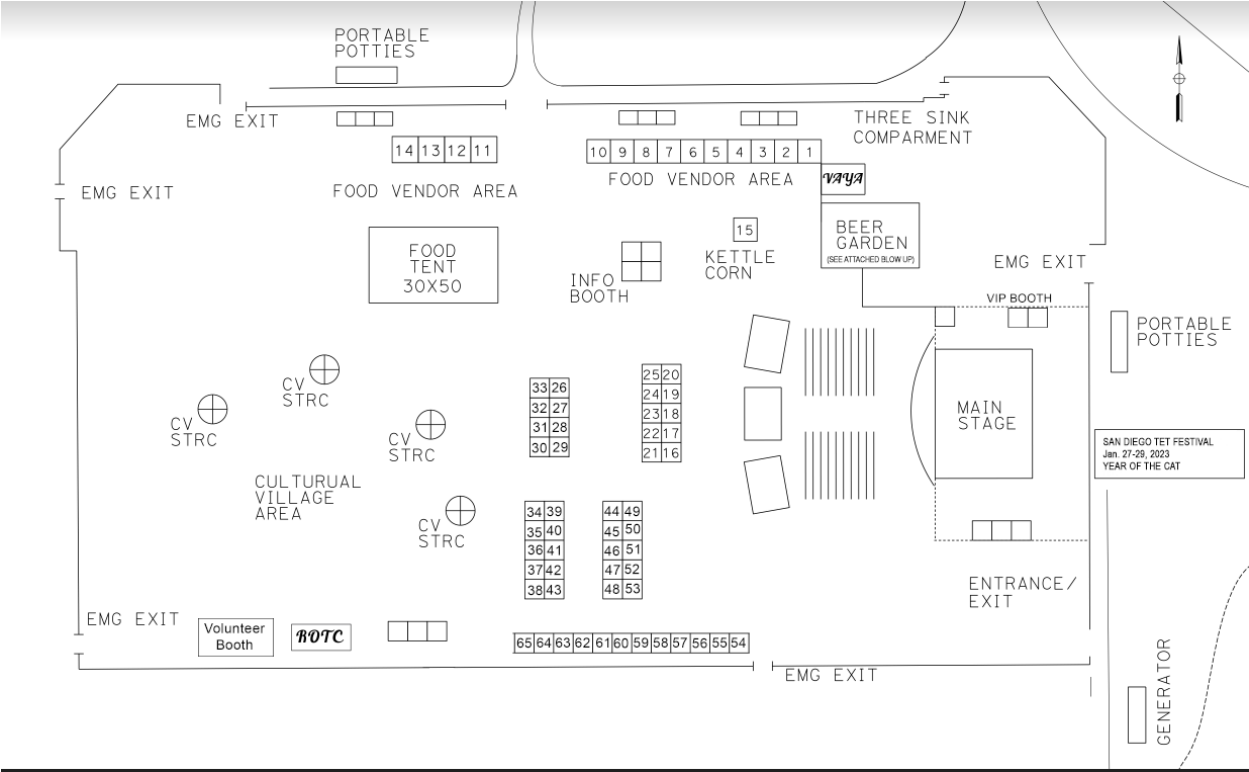 PORTABLE
POTTIES
EMG EXIT
THREE SINK
COMPARMENT
14 13 12 11
10 9 8 7 6 5 4 3 2 1
EMG EXIT
FOOD VENDOR AREA
FOOD VENDOR AREA
VAYA
FOOD
TENT
30X50
INFO
BOOTH
15
KETTLE
CORN
BEER
GARDEN
(SEE ATTACHED BLOW UP)
EMG EXIT
VIP BOOTH
PORTABLE
POTTIES
CV
STRC
CV
STRC
CV
STRC
CV
STRC
CULTURUAL
VILLAGE
AREA
33 26
32 27
31 28
30 29
25 20
24 19
23 18
22 17
21 16
MAIN
STAGE
SAN DIEGO TET FESTIVAL
Jan. 27-29, 2023
YEAR OF THE CAT
34 39
35 40
36 41
37 42
38 43
44 49
45 50
46 51
47 52
48 53
ENTRANCE/
EXIT
EMG EXIT
Volunteer
Booth
ROTC
65 64 63 62 61 60 59 58 57 56 55 54
EMG EXIT
GENERATOR